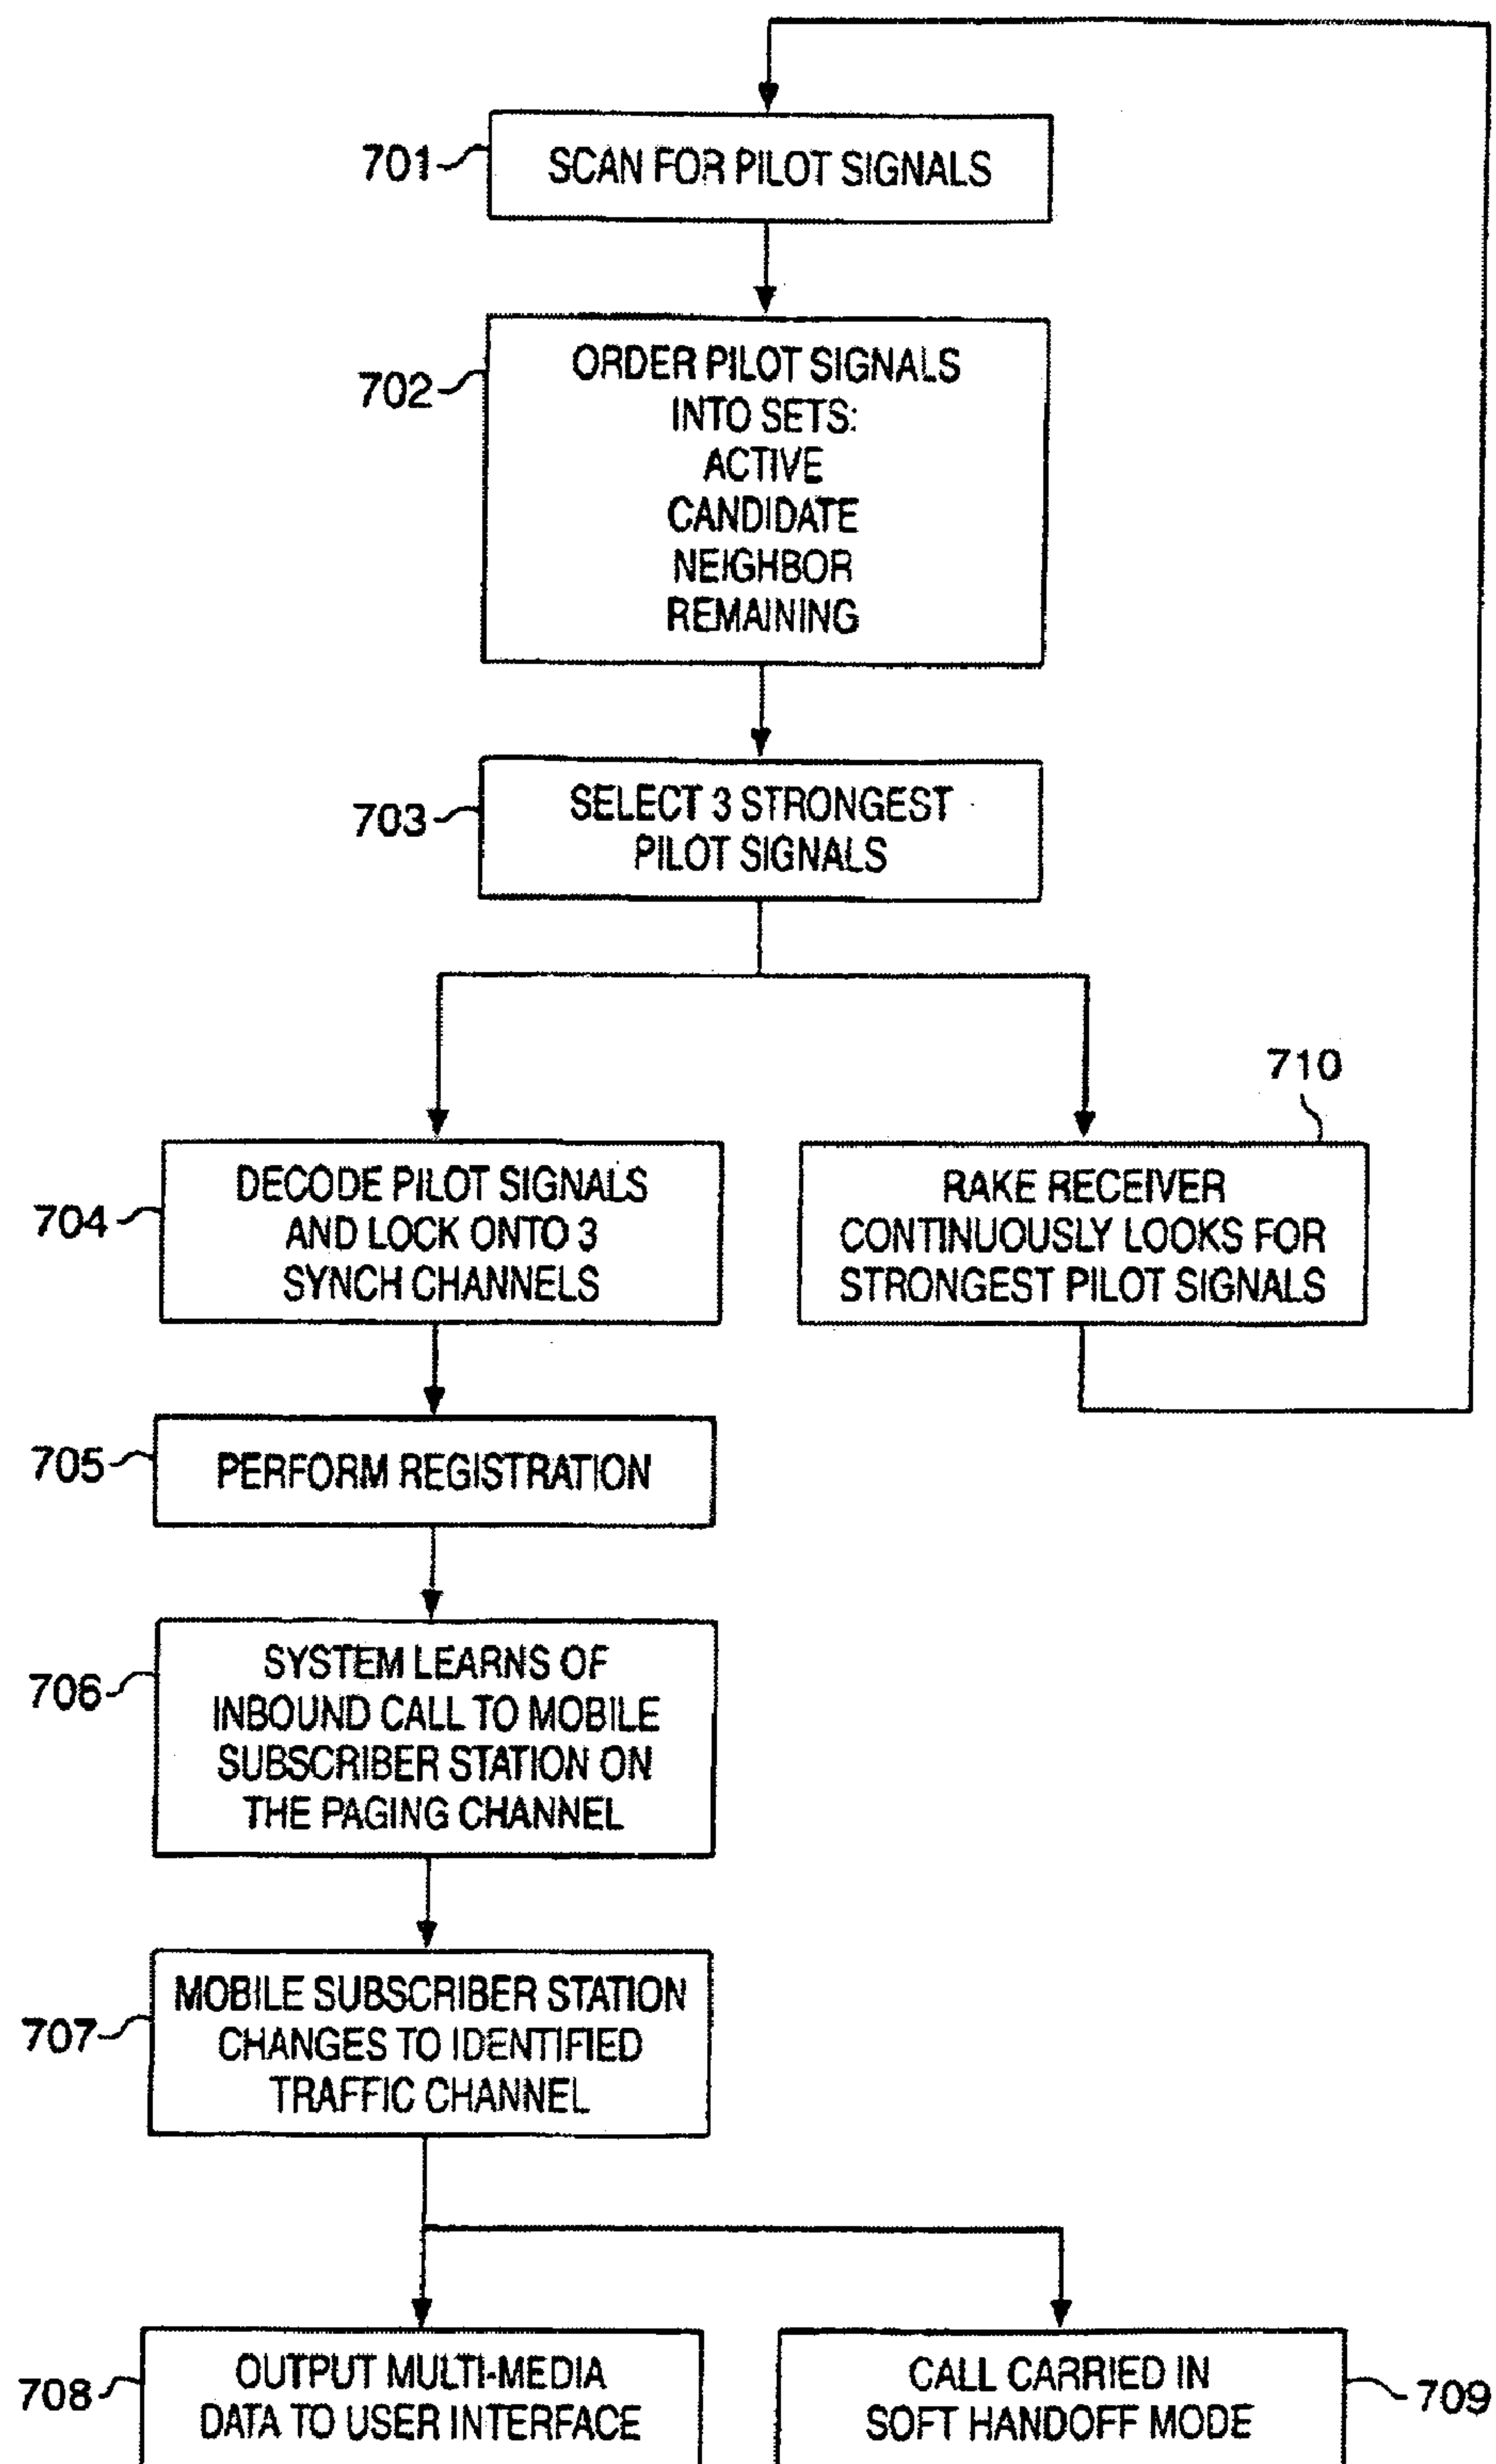 701
SCAN FOR PILOT SIGNALS
702
ORDER PILOT SIGNALS
INTO SETS:
ACTIVE
CANDIDATE
NEIGHBOR
REMAINING
703
SELECT 3 STRONGEST
PILOT SIGNALS
704
DECODE PILOT SIGNALS
AND LOCK ONTO 3
SYNCH CHANNELS
710
RAKE RECEIVER
CONTINUOUSLY LOOKS FOR
STRONGEST PILOT SIGNALS
705
PERFORM REGISTRATION
706
SYSTEM LEARNS OF
INBOUND CALL TO MOBILE
SUBSCRIBER STATION ON
THE PAGING CHANNEL
707
MOBILE SUBSCRIBER STATION
CHANGES TO IDENTIFIED
TRAFFIC CHANNEL
708
OUTPUT MULTI-MEDIA
DATA TO USER INTERFACE
CALL CARRIED IN
SOFT HANDOFF MODE
709